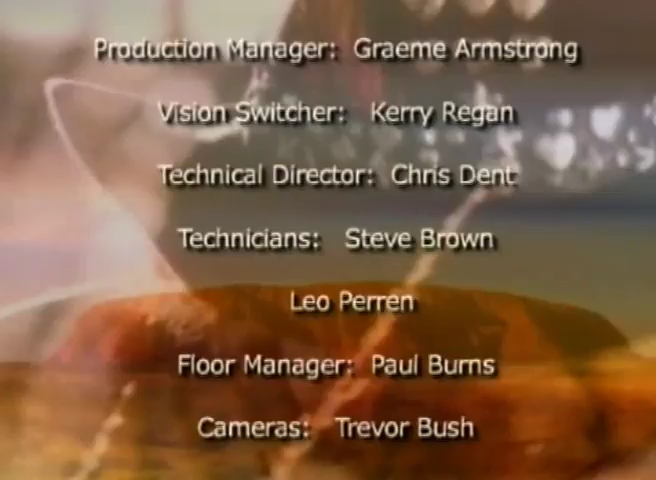 Production Manager: Graeme Armstrong
Vision Switcher: Kerry Regan
Technical Director: Chris Dent
Technicians: Steve Brown
Leo Perren
Floor Manager: Paul Burns
Cameras: Trevor Bush